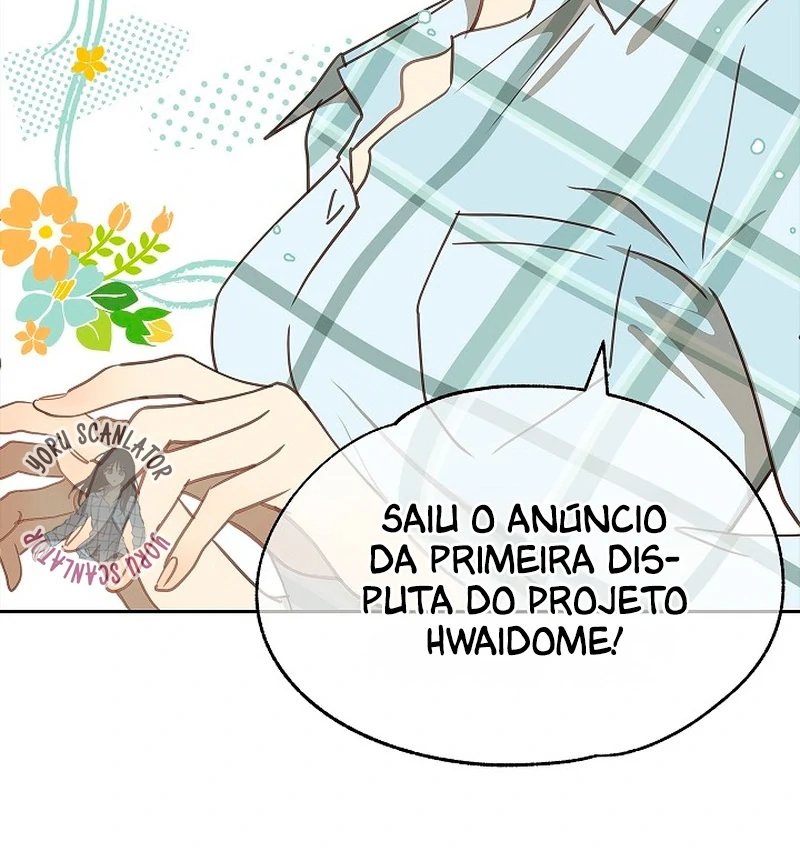 YORU SCANLATOR
YORU SCANLATOR
SAIU O ANÚNCIO
DA PRIMEIRA DIS-
PUTA DO PROJETO
HWAIDOME!